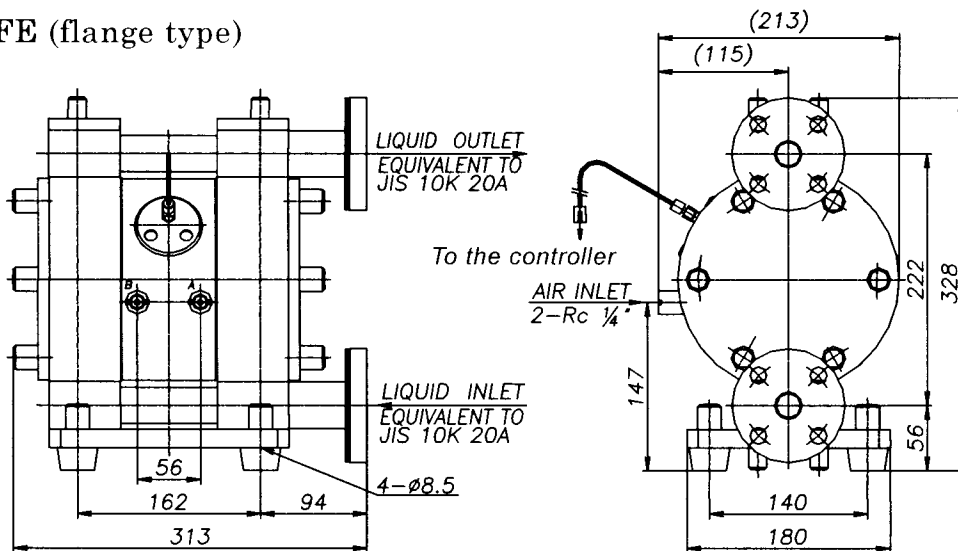 FE (flange type)
(213)
(115)
LIQUID OUTLET
EQUIVALENT TO
JIS 10K 20A
To the controller
AIR INLET
2-Rc ¼"
B
A
222
328
147
LIQUID INLET
EQUIVALENT TO
JIS 10K 20A
56
56
4-ø8.5
162
94
140
313
180